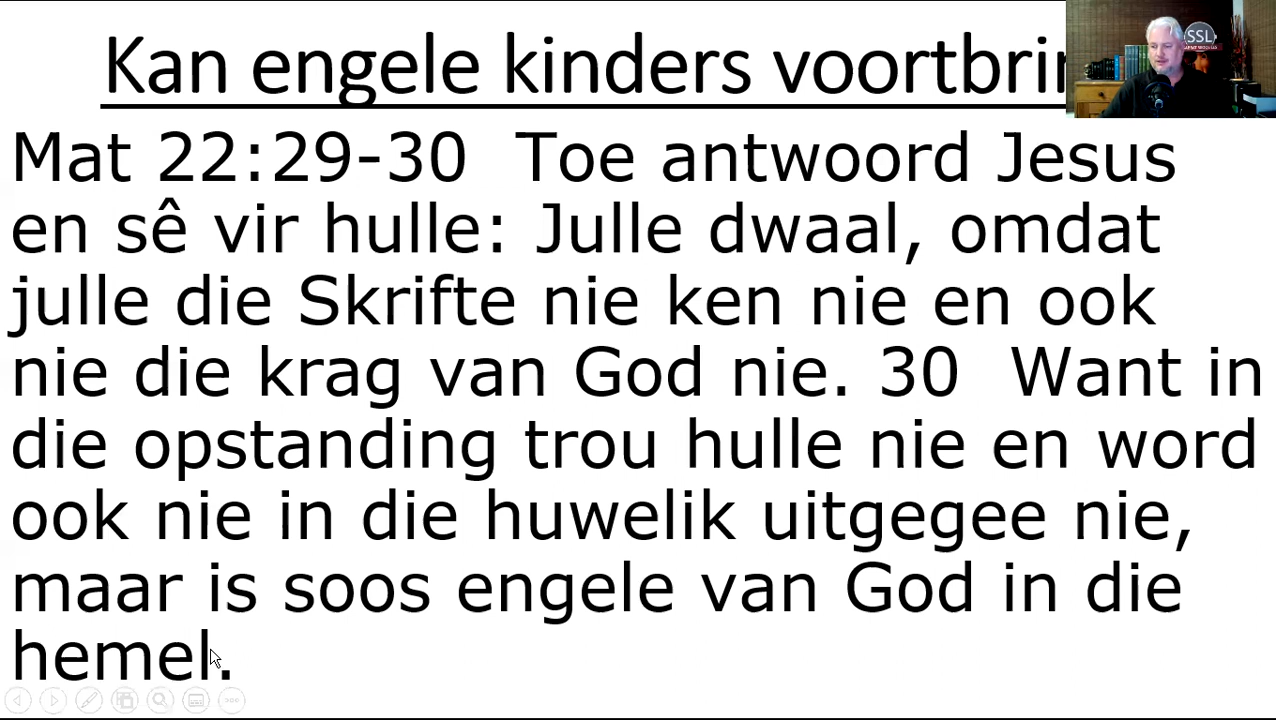 Kan engele kinders
SSL
Mat 22:29-30 Toe antwoord Jesus
en sê vir hulle: Julle dwaal, omdat
julle die Skrifte nie ken nie en ook
nie die krag van God nie. 30 Want in
die opstanding trou hulle nie en word
ook nie in die huwelik uitgegee nie,
maar is soos engele van God in die
hemel.